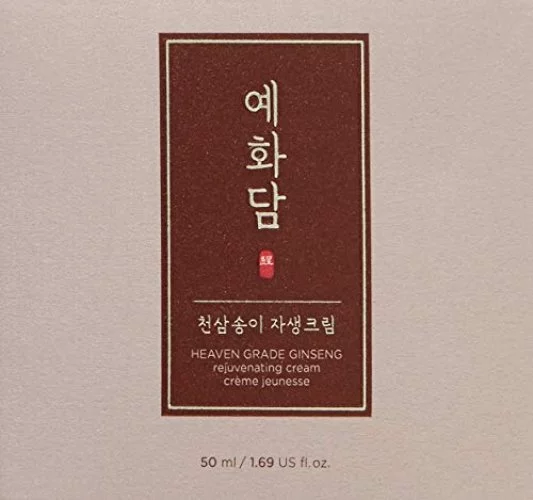 예화담
천삼송이 자생크림
HEAVEN GRADE GINSENG
rejuvenating cream
crème jeunesse
50 ml / 1.69 US fl.oz.